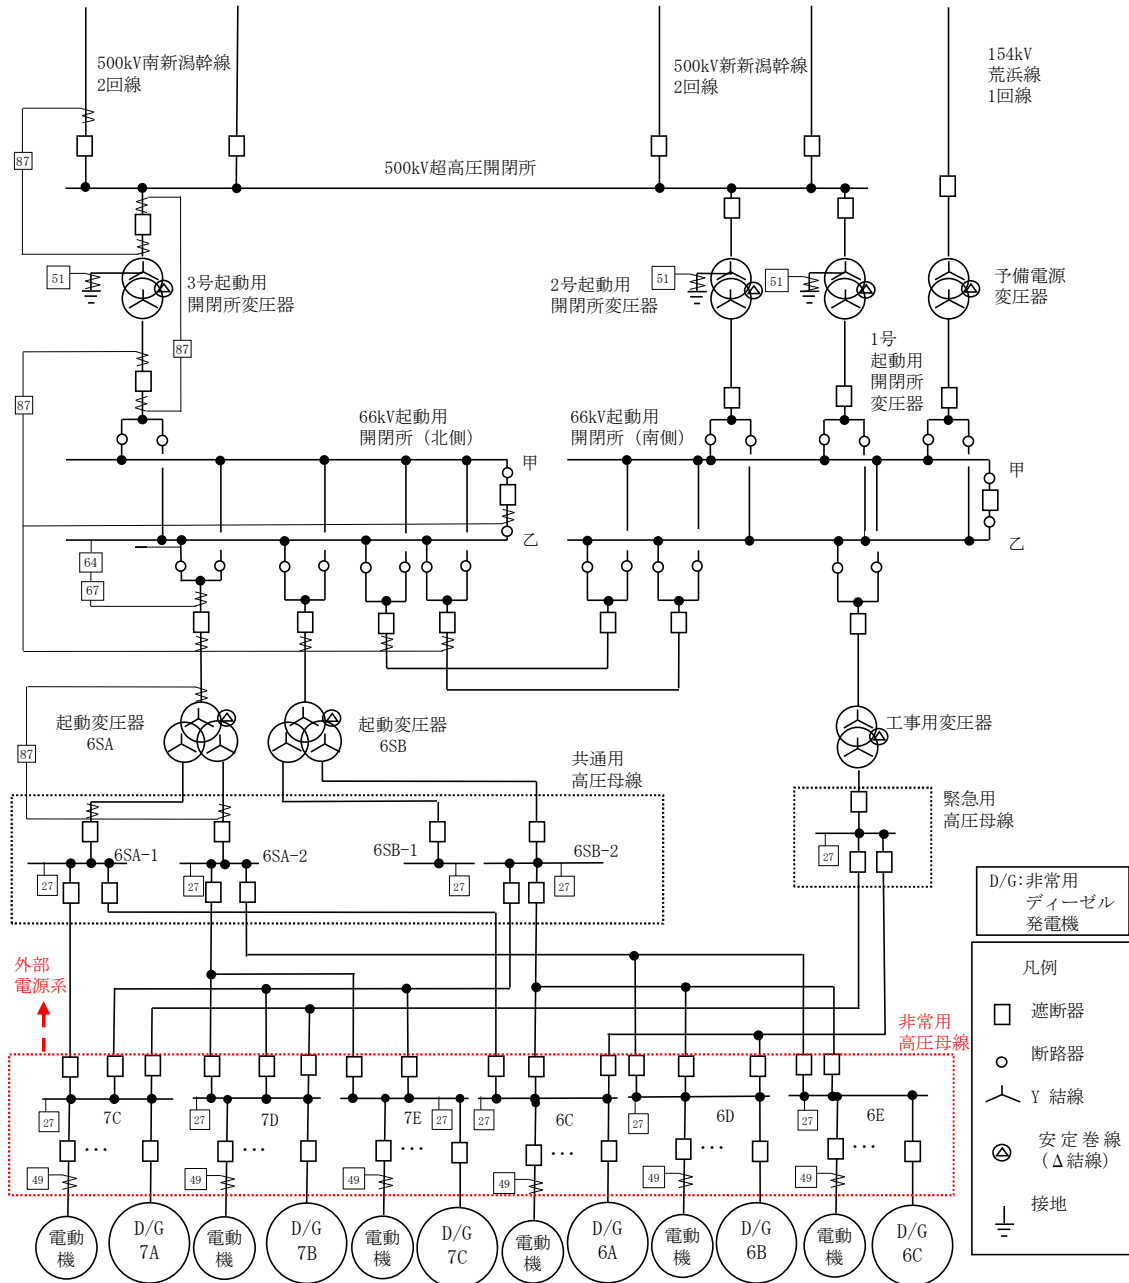 500kV南新潟幹線
2回線
500kV新新潟幹線
2回線
154kV
荒浜線
1回線
87
500kV超高圧開閉所
51
3号起動用
開閉所変圧器
2号起動用
開閉所変圧器
51
51
予備電源
変圧器
87
87
1号
起動用
開閉所
変圧器
66kV起動用
開閉所（北側）
66kV起動用
開閉所（南側）
甲
甲
乙
乙
64
67
起動変圧器
6SA
起動変圧器
6SB
工事用変圧器
87
共通用
高圧母線
緊急用
高圧母線
6SA-1
6SA-2
6SB-1
6SB-2
27
27
27
27
27
D/G:非常用
ディーゼル
発電機
外部
電源系
凡例
遮断器
断路器
Y 結線
安定巻線
（Δ結線）
接地
非常用
高圧母線
27
7C
27
7D
7E
27
27
6C
27
6D
27
6E
…
…
…
…
…
…
49
49
49
49
49
電動
機
D/G
7A
電動
機
D/G
7B
電動
機
D/G
7C
電動
機
D/G
6A
電動
機
D/G
6B
電動
機
D/G
6C